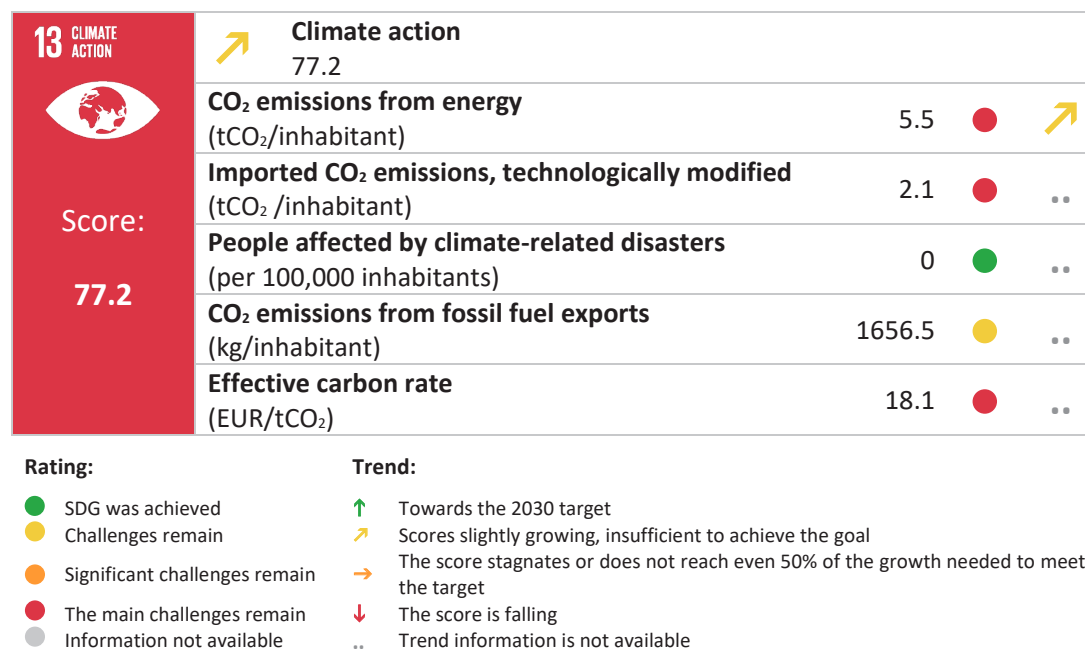 13 CLIMATE
ACTION
Score:
77.2
↗ Climate action
77.2
CO₂ emissions from energy
(tCO₂/inhabitant)
5.5
Imported CO₂ emissions, technologically modified
(tCO₂ /inhabitant)
2.1
..
People affected by climate-related disasters
(per 100,000 inhabitants)
0
..
CO₂ emissions from fossil fuel exports
(kg/inhabitant)
1656.5
..
Effective carbon rate
(EUR/tCO₂)
18.1
..
Rating:
SDG was achieved
Challenges remain
Significant challenges remain
The main challenges remain
Information not available
Trend:
↑ Towards the 2030 target
↗ Scores slightly growing, insufficient to achieve the goal
→ The score stagnates or does not reach even 50% of the growth needed to meet
the target
↓ The score is falling
.. Trend information is not available